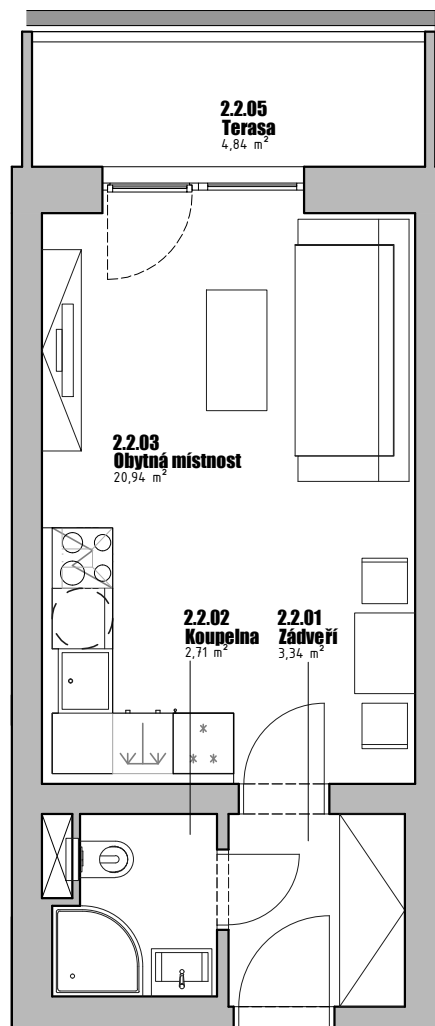 2.2.05
Terasa
4,84 m²
2.2.03
Obytná místnost
20,94 m²
2.2.02
Koupelna
2,71 m²
2.2.01
Zádveří
3,34 m²